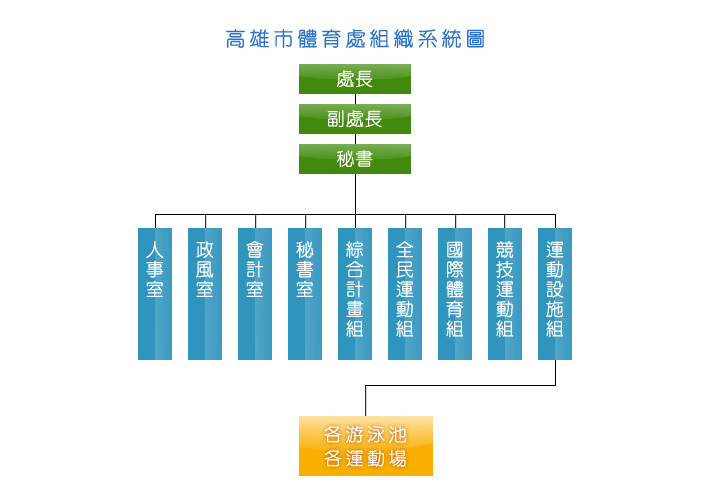 高雄市體育處組織系統圖
處長
副處長
秘書
人事室
政風室
會計室
秘書室
綜合計畫組
全民運動組
國際體育組
競技運動組
運動設施組
各游泳池
各運動場